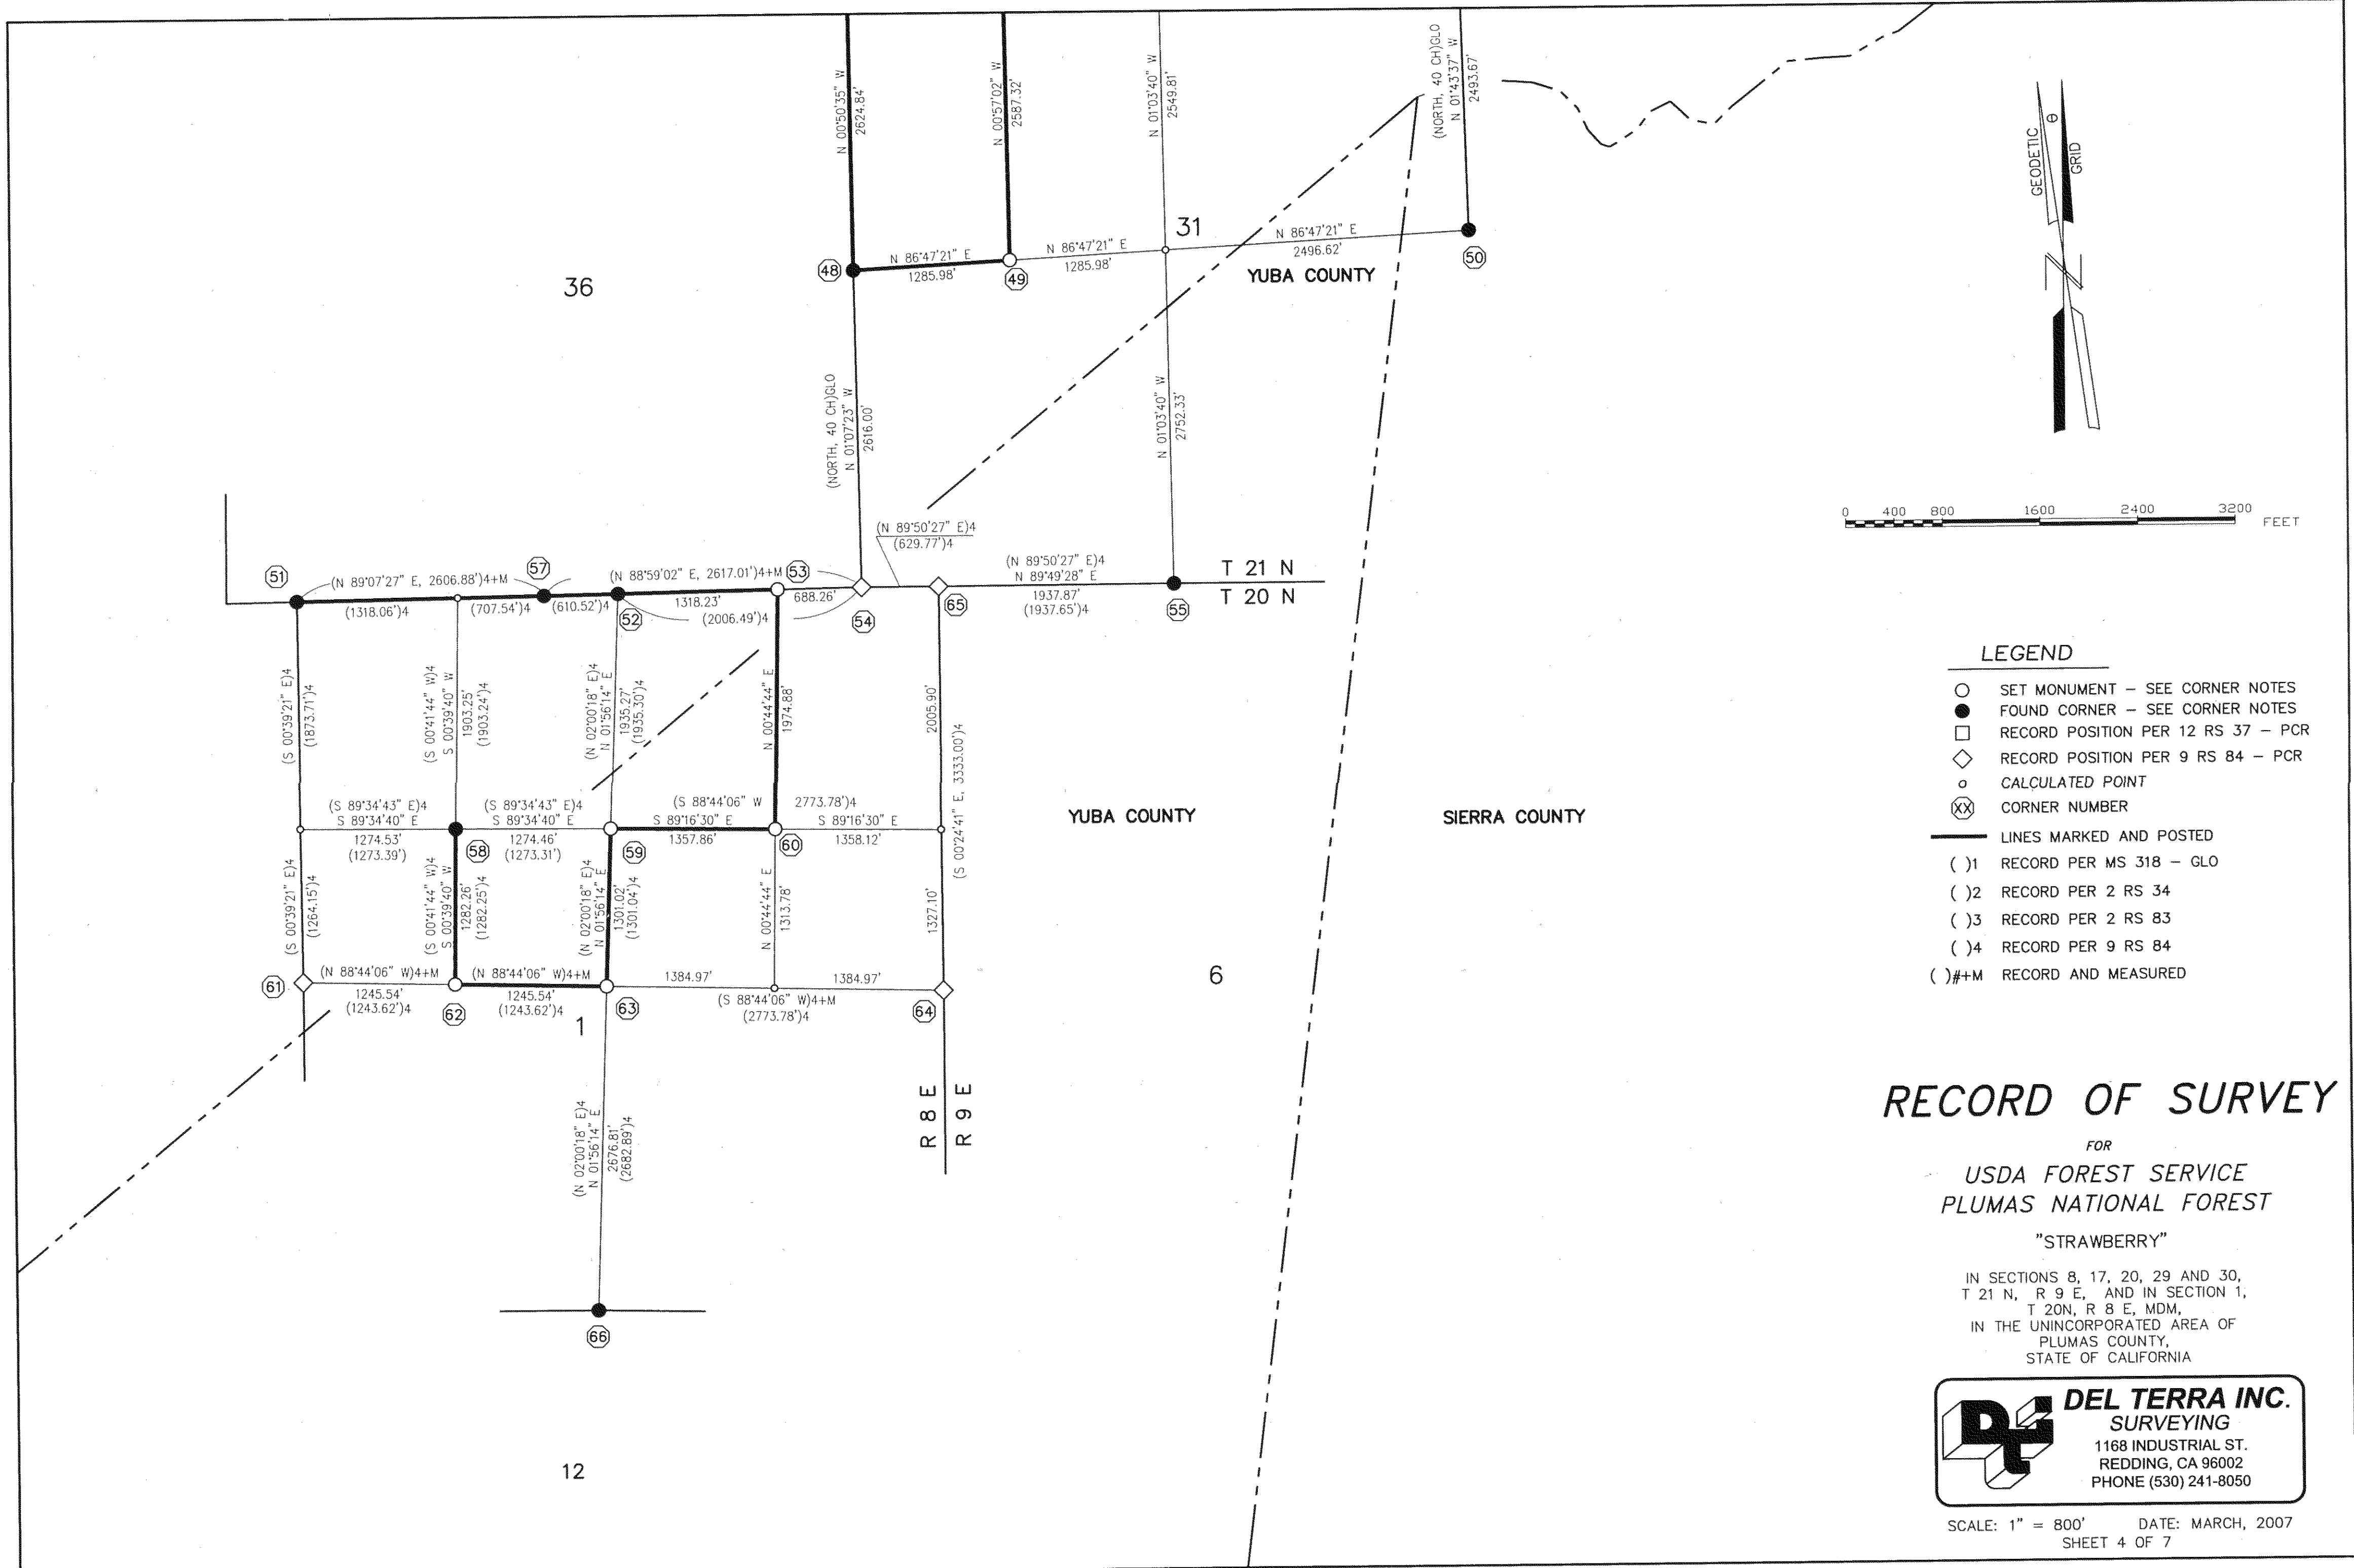 N 00°50'35" W
2624.84'
N 00°57'02" W
2587.32'
N 01°03'40" W
2549.81'
(NORTH, 40 CH)GLO
N 01°43'37" W
2493.67'
GEODETIC
θ
GRID
N
36
31
48
N 86°47'21" E
1285.98'
49
N 86°47'21" E
1285.98'
N 86°47'21" E
2496.62'
50
YUBA COUNTY
(NORTH, 40 CH)GLO
N 01°07'23" W
2616.00'
N 01°03'40" W
2752.33'
0 400 800 1600 2400 3200
FEET
(N 89°50'27" E)4
(629.77')4
51
(N 89°07'27" E, 2606.88')4+M
57
(N 88°59'02" E, 2617.01')4+M
53
(N 89°50'27" E)4
N 89°49'28" E
1937.87'
(1937.65')4
T 21 N
T 20 N
(1318.06')4
(707.54')4
(610.52')4
1318.23'
688.26'
52
(2006.49')4
54
65
55
(S 00°39'21" E)4
(1873.71')4
(S 00°41'44" W)4
S 00°39'40" W
1903.25'
(1903.24')4
(N 02°00'18" E)4
N 01°56'14" E
1935.27'
(1935.30')4
N 00°44'44" E
1974.88'
2005.90'
(S 00°24'41" E, 3333.00')4
(S 89°34'43" E)4
S 89°34'40" E
1274.53'
(1273.39')
(S 89°34'43" E)4
S 89°34'40" E
1274.46'
(1273.31')
(S 88°44'06" W 2773.78')4
S 89°16'30" E
1357.86'
S 89°16'30" E
1358.12'
58
59
60
YUBA COUNTY
SIERRA COUNTY
(S 00°39'21" E)4
(1264.15')4
(S 00°41'44" W)4
S 00°39'40" W
1282.26'
(1282.25')4
(N 02°00'18" E)4
N 01°56'14" E
1301.02'
(1301.04')4
N 00°44'44" E
1313.78'
1327.10'
61
(N 88°44'06" W)4+M
1245.54'
(1243.62')4
62
(N 88°44'06" W)4+M
1245.54'
(1243.62')4
63
1384.97'
1384.97'
(S 88°44'06" W)4+M
(2773.78')4
64
1
6
R 8 E
R 9 E
(N 02°00'18" E)4
N 01°56'14" E
2676.81'
(2682.89')4
66
12
LEGEND
SET MONUMENT – SEE CORNER NOTES
FOUND CORNER – SEE CORNER NOTES
RECORD POSITION PER 12 RS 37 – PCR
RECORD POSITION PER 9 RS 84 – PCR
CALCULATED POINT
XX CORNER NUMBER
LINES MARKED AND POSTED
( )1 RECORD PER MS 318 – GLO
( )2 RECORD PER 2 RS 34
( )3 RECORD PER 2 RS 83
( )4 RECORD PER 9 RS 84
( )#+M RECORD AND MEASURED
RECORD OF SURVEY
FOR
USDA FOREST SERVICE
PLUMAS NATIONAL FOREST
"STRAWBERRY"
IN SECTIONS 8, 17, 20, 29 AND 30,
T 21 N, R 9 E, AND IN SECTION 1,
T 20N, R 8 E, MDM,
IN THE UNINCORPORATED AREA OF
PLUMAS COUNTY,
STATE OF CALIFORNIA
DTI
DEL TERRA INC.
SURVEYING
1168 INDUSTRIAL ST.
REDDING, CA 96002
PHONE (530) 241-8050
SCALE: 1" = 800' DATE: MARCH, 2007
SHEET 4 OF 7